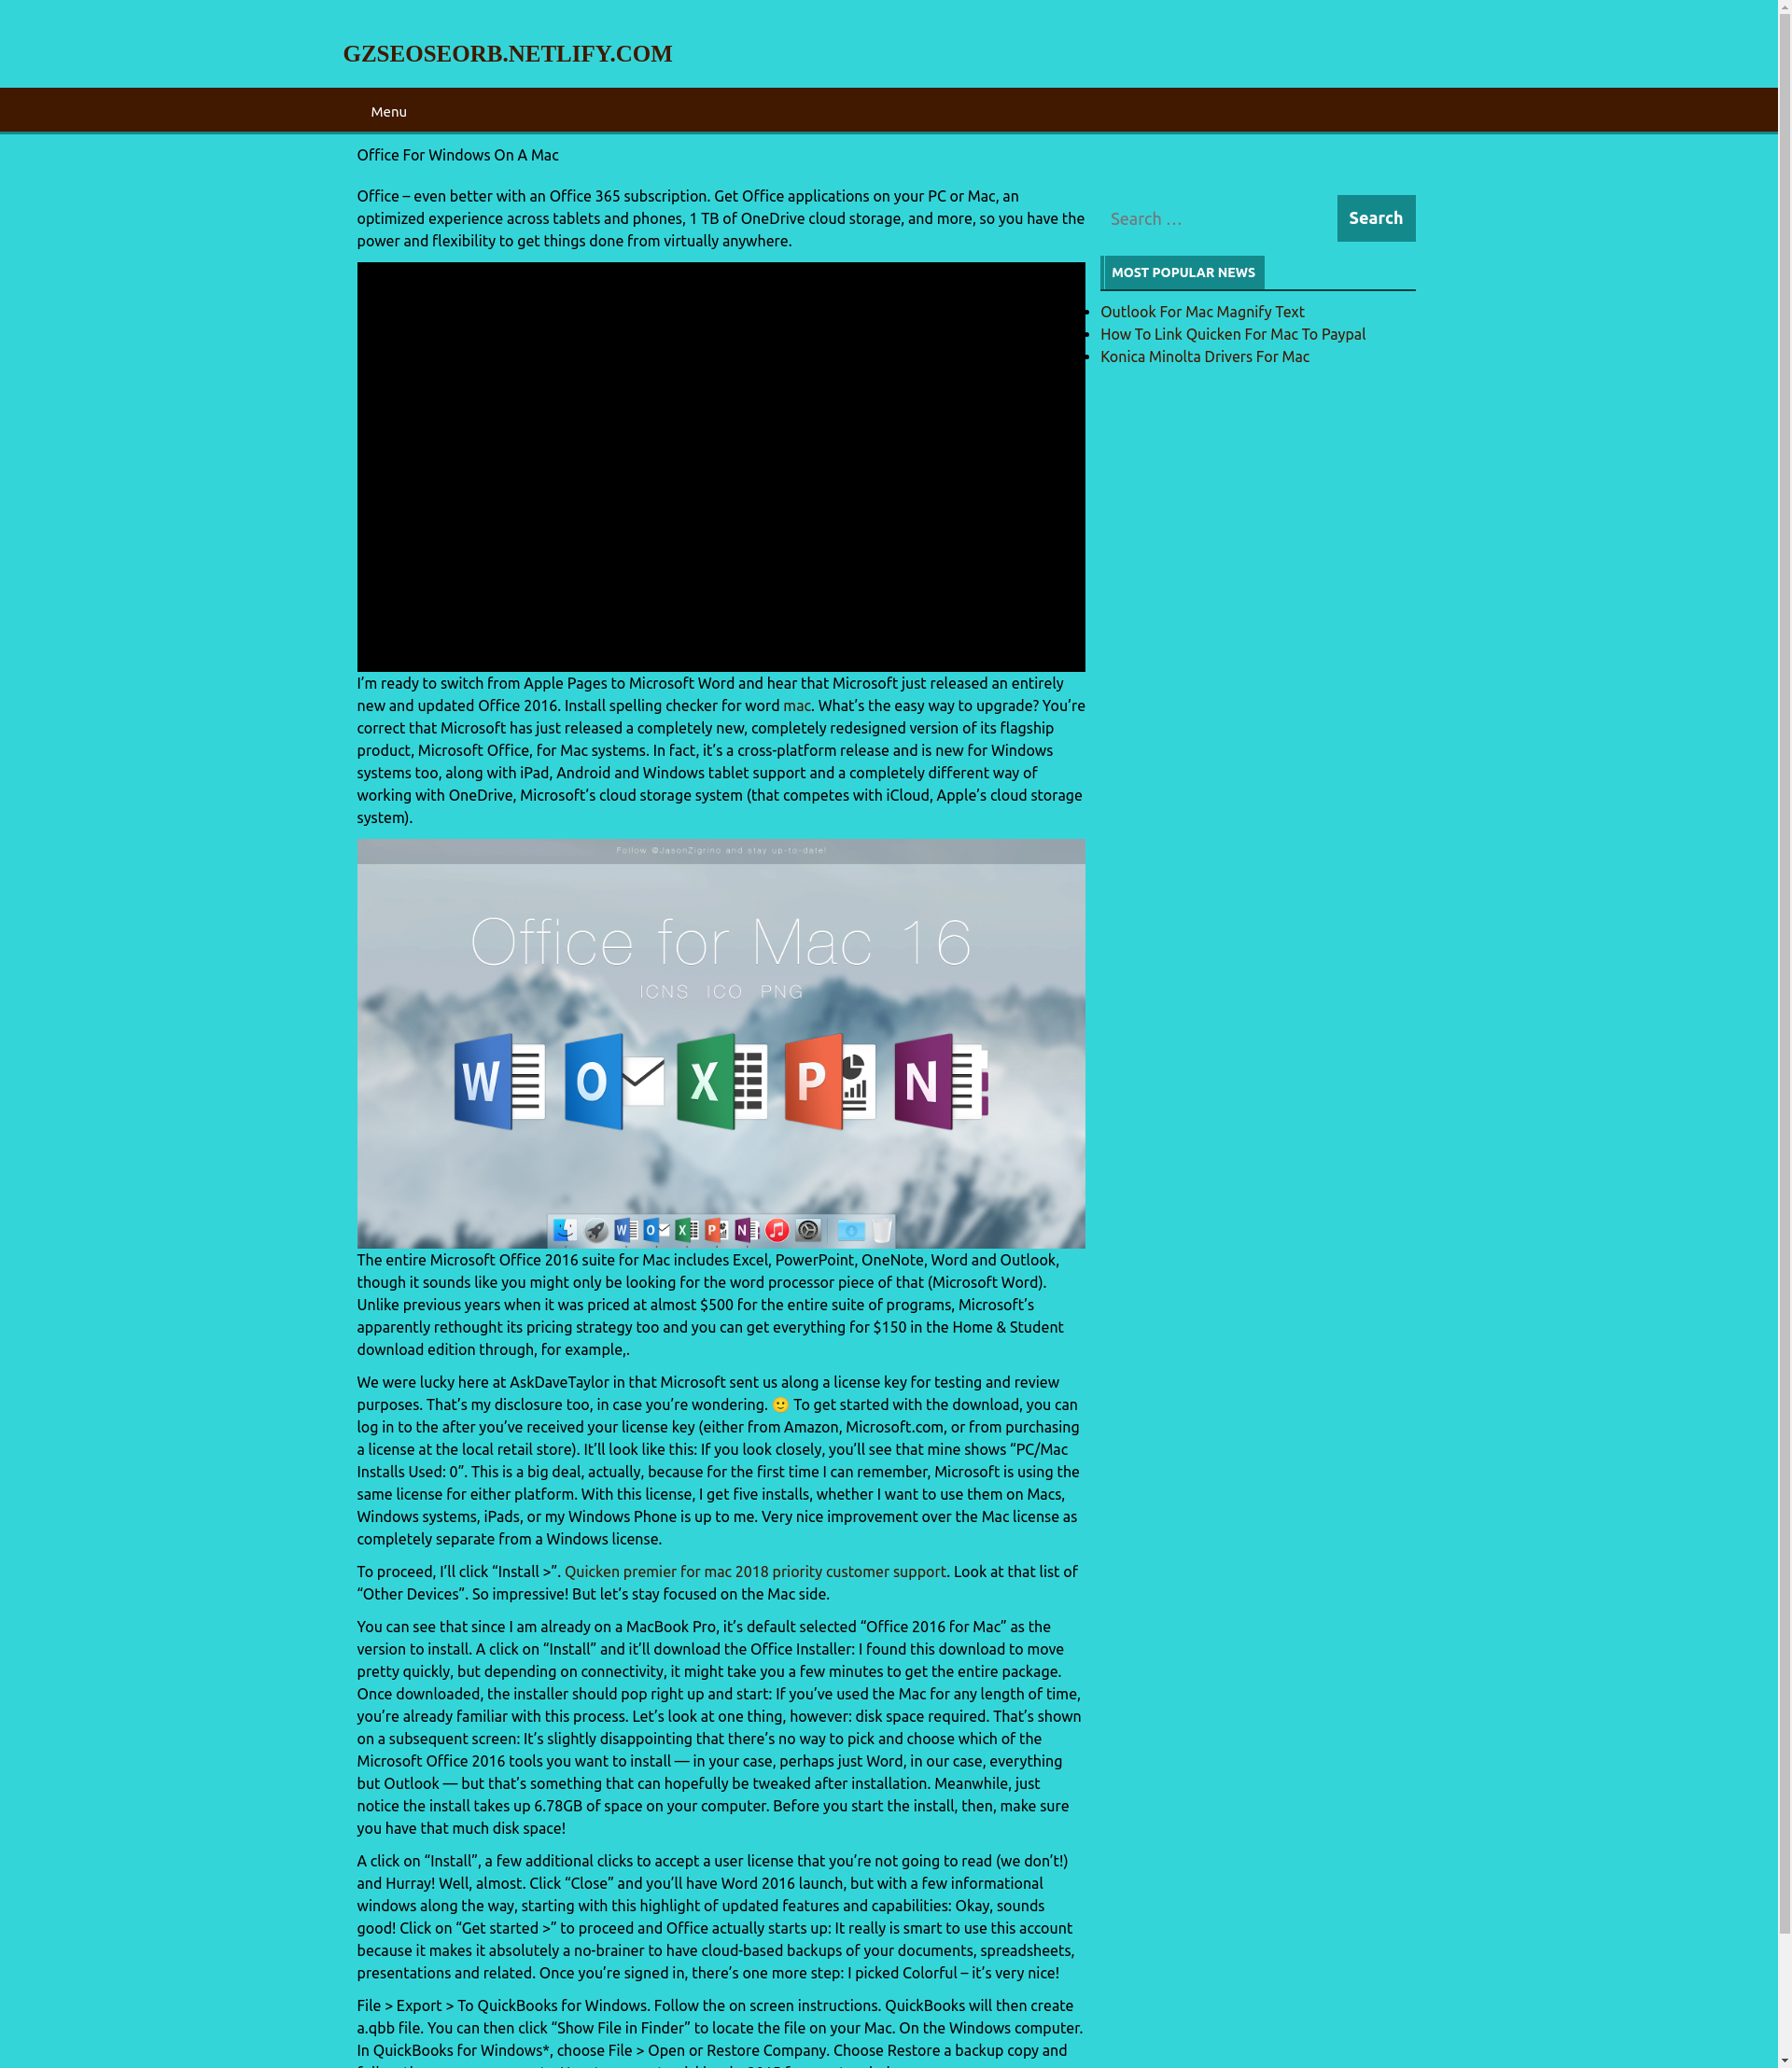 GZSEOSEORB.NETLIFY.COM
Menu
Office For Windows On A Mac
Office – even better with an Office 365 subscription. Get Office applications on your PC or Mac, an
optimized experience across tablets and phones, 1 TB of OneDrive cloud storage, and more, so you have the
power and flexibility to get things done from virtually anywhere.
I’m ready to switch from Apple Pages to Microsoft Word and hear that Microsoft just released an entirely
new and updated Office 2016. Install spelling checker for word mac. What’s the easy way to upgrade? You’re
correct that Microsoft has just released a completely new, completely redesigned version of its flagship
product, Microsoft Office, for Mac systems. In fact, it’s a cross-platform release and is new for Windows
systems too, along with iPad, Android and Windows tablet support and a completely different way of
working with OneDrive, Microsoft’s cloud storage system (that competes with iCloud, Apple’s cloud storage
system).
Follow @JasonZigrino and stay up-to-date!
Office for Mac 16
ICNS ICO PNG
W O X P N
The entire Microsoft Office 2016 suite for Mac includes Excel, PowerPoint, OneNote, Word and Outlook,
though it sounds like you might only be looking for the word processor piece of that (Microsoft Word).
Unlike previous years when it was priced at almost $500 for the entire suite of programs, Microsoft’s
apparently rethought its pricing strategy too and you can get everything for $150 in the Home & Student
download edition through, for example,.
We were lucky here at AskDaveTaylor in that Microsoft sent us along a license key for testing and review
purposes. That’s my disclosure too, in case you’re wondering. 🙂 To get started with the download, you can
log in to the after you’ve received your license key (either from Amazon, Microsoft.com, or from purchasing
a license at the local retail store). It’ll look like this: If you look closely, you’ll see that mine shows “PC/Mac
Installs Used: 0”. This is a big deal, actually, because for the first time I can remember, Microsoft is using the
same license for either platform. With this license, I get five installs, whether I want to use them on Macs,
Windows systems, iPads, or my Windows Phone is up to me. Very nice improvement over the Mac license as
completely separate from a Windows license.
To proceed, I’ll click “Install >”. Quicken premier for mac 2018 priority customer support. Look at that list of
“Other Devices”. So impressive! But let’s stay focused on the Mac side.
You can see that since I am already on a MacBook Pro, it’s default selected “Office 2016 for Mac” as the
version to install. A click on “Install” and it’ll download the Office Installer: I found this download to move
pretty quickly, but depending on connectivity, it might take you a few minutes to get the entire package.
Once downloaded, the installer should pop right up and start: If you’ve used the Mac for any length of time,
you’re already familiar with this process. Let’s look at one thing, however: disk space required. That’s shown
on a subsequent screen: It’s slightly disappointing that there’s no way to pick and choose which of the
Microsoft Office 2016 tools you want to install — in your case, perhaps just Word, in our case, everything
but Outlook — but that’s something that can hopefully be tweaked after installation. Meanwhile, just
notice the install takes up 6.78GB of space on your computer. Before you start the install, then, make sure
you have that much disk space!
A click on “Install”, a few additional clicks to accept a user license that you’re not going to read (we don’t!)
and Hurray! Well, almost. Click “Close” and you’ll have Word 2016 launch, but with a few informational
windows along the way, starting with this highlight of updated features and capabilities: Okay, sounds
good! Click on “Get started >” to proceed and Office actually starts up: It really is smart to use this account
because it makes it absolutely a no-brainer to have cloud-based backups of your documents, spreadsheets,
presentations and related. Once you’re signed in, there’s one more step: I picked Colorful – it’s very nice!
File > Export > To QuickBooks for Windows. Follow the on screen instructions. QuickBooks will then create
a.qbb file. You can then click “Show File in Finder” to locate the file on your Mac. On the Windows computer.
In QuickBooks for Windows*, choose File > Open or Restore Company. Choose Restore a backup copy and
Search …
Search
MOST POPULAR NEWS
Outlook For Mac Magnify Text
How To Link Quicken For Mac To Paypal
Konica Minolta Drivers For Mac